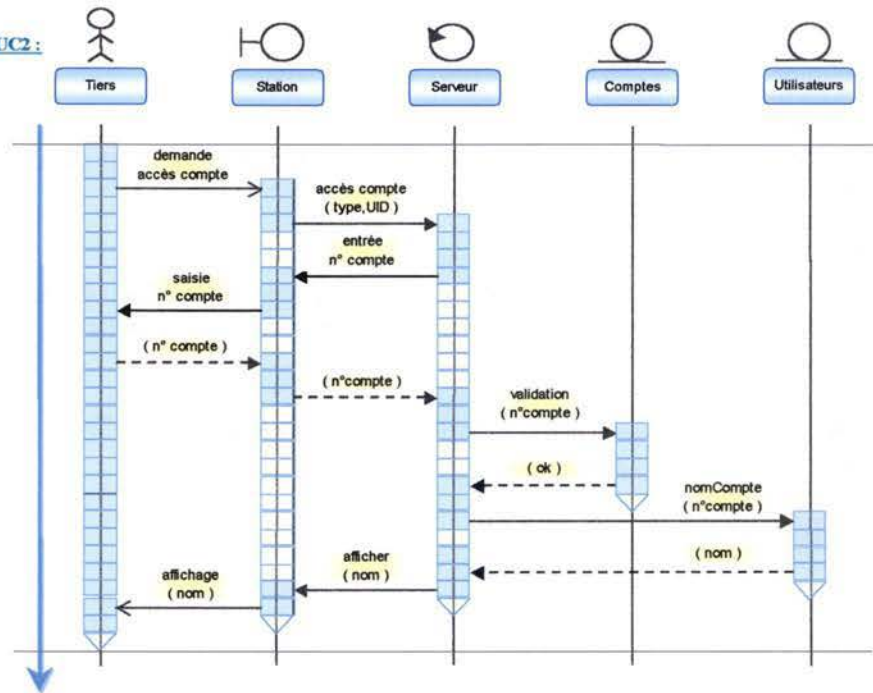 UC2 :
Tiers
Station
Serveur
Comptes
Utilisateurs
demande
accès compte
accès compte
( type,UID )
entrée
n° compte
saisie
n° compte
( n° compte )
( n°compte )
validation
( n°compte )
( ok )
nomCompte
( n°compte )
( nom )
afficher
( nom )
affichage
( nom )